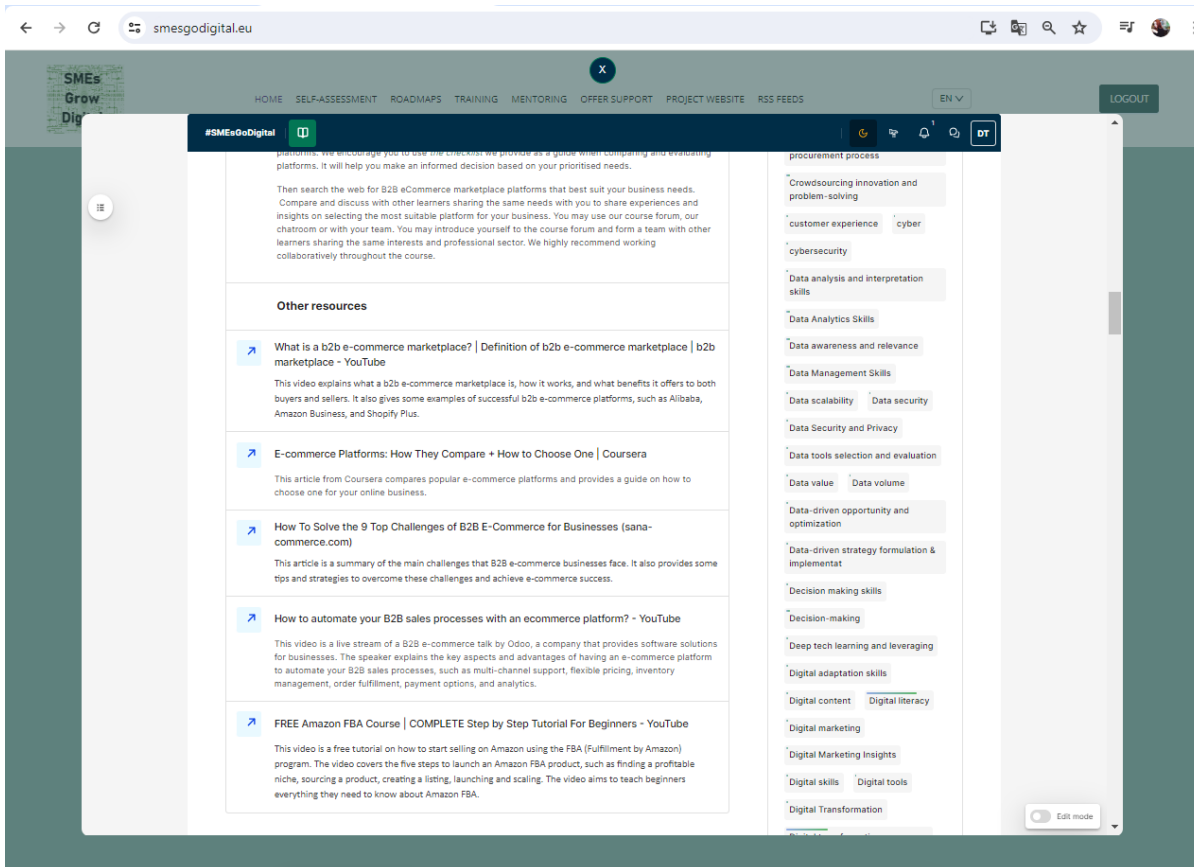 smesgodigital.eu
SMEs
Grow
Dig
X
HOME SELF-ASSESSMENT ROADMAPS TRAINING MENTORING OFFER SUPPORT PROJECT WEBSITE RSS FEEDS
EN
LOGOUT
#SMEsGoDigital
1
DT
platforms. We encourage you to use the checklist we provide as a guide when comparing and evaluating
platforms. It will help you make an informed decision based on your prioritised needs.
Then search the web for B2B eCommerce marketplace platforms that best suit your business needs.
Compare and discuss with other learners sharing the same needs with you to share experiences and
insights on selecting the most suitable platform for your business. You may use our course forum, our
chatroom or with your team. You may introduce yourself to the course forum and form a team with other
learners sharing the same interests and professional sector. We highly recommend working
collaboratively throughout the course.
Other resources
What is a b2b e-commerce marketplace? | Definition of b2b e-commerce marketplace | b2b
marketplace - YouTube
This video explains what a b2b e-commerce marketplace is, how it works, and what benefits it offers to both
buyers and sellers. It also gives some examples of successful b2b e-commerce platforms, such as Alibaba,
Amazon Business, and Shopify Plus.
E-commerce Platforms: How They Compare + How to Choose One | Coursera
This article from Coursera compares popular e-commerce platforms and provides a guide on how to
choose one for your online business.
How To Solve the 9 Top Challenges of B2B E-Commerce for Businesses (sana-
commerce.com)
This article is a summary of the main challenges that B2B e-commerce businesses face. It also provides some
tips and strategies to overcome these challenges and achieve e-commerce success.
How to automate your B2B sales processes with an ecommerce platform? - YouTube
This video is a live stream of a B2B e-commerce talk by Odoo, a company that provides software solutions
for businesses. The speaker explains the key aspects and advantages of having an e-commerce platform
to automate your B2B sales processes, such as multi-channel support, flexible pricing, inventory
management, order fulfillment, payment options, and analytics.
FREE Amazon FBA Course | COMPLETE Step by Step Tutorial For Beginners - YouTube
This video is a free tutorial on how to start selling on Amazon using the FBA (Fulfillment by Amazon)
program. The video covers the five steps to launch an Amazon FBA product, such as finding a profitable
niche, sourcing a product, creating a listing, launching and scaling. The video aims to teach beginners
everything they need to know about Amazon FBA.
procurement process
Crowdsourcing innovation and
problem-solving
customer experience cyber
cybersecurity
Data analysis and interpretation
skills
Data Analytics Skills
Data awareness and relevance
Data Management Skills
Data scalability Data security
Data Security and Privacy
Data tools selection and evaluation
Data value Data volume
Data-driven opportunity and
optimization
Data-driven strategy formulation &
implementat
Decision making skills
Decision-making
Deep tech learning and leveraging
Digital adaptation skills
Digital content Digital literacy
Digital marketing
Digital Marketing Insights
Digital skills Digital tools
Digital Transformation
Edit mode